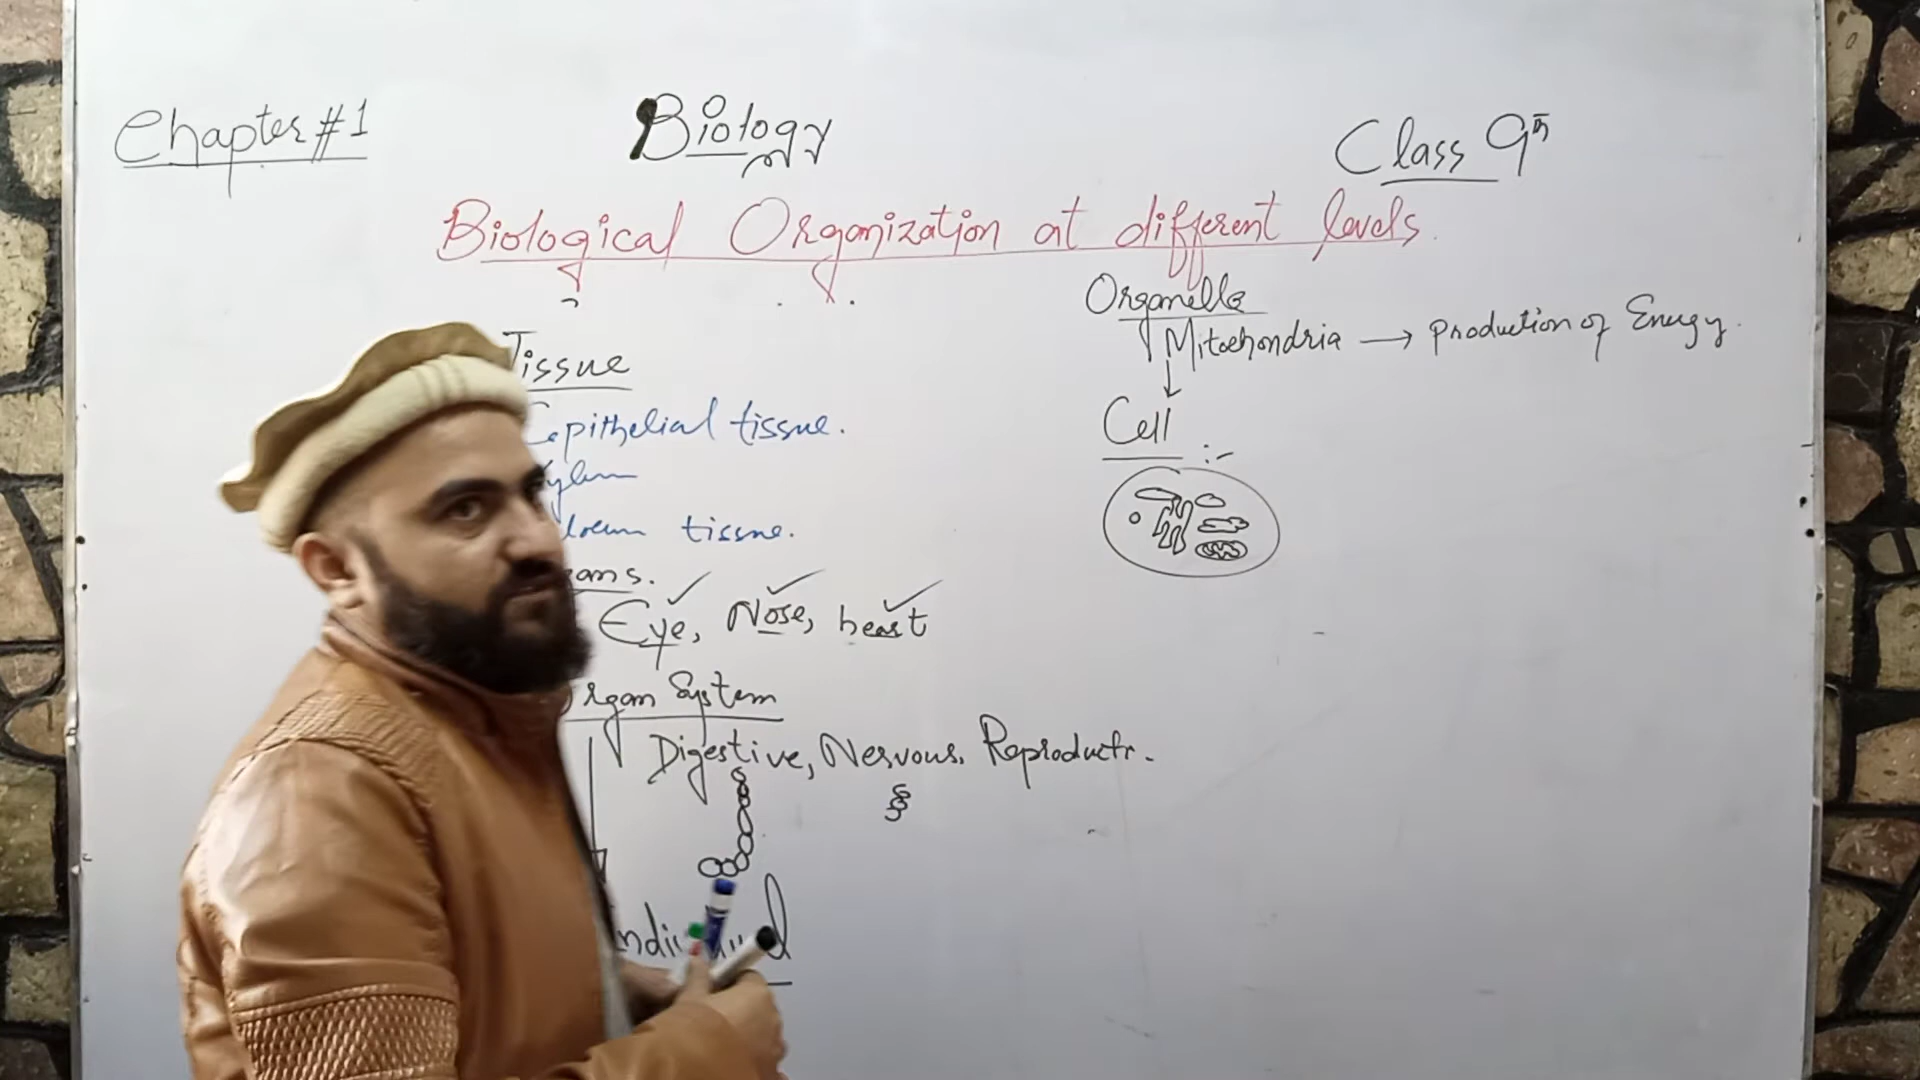 Chapter #1 Biology Class 9th
Biological Organization at different levels.
Tissue
Epithelial tissue.
tissue.
Eye, Nose, heart
Organ System
Digestive, Nervous, Reproductr.
Individual
Organelle
Mitochondria → Production of Energy.
Cell :-